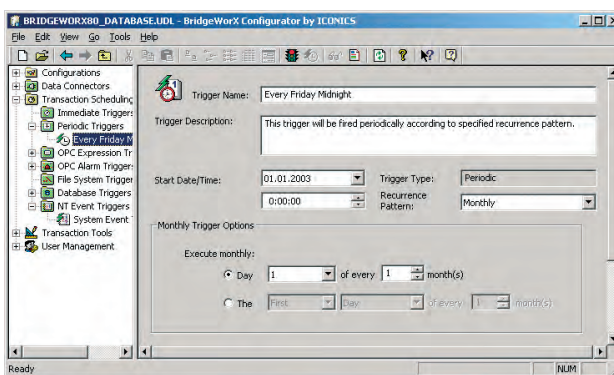 BRIDGEWORX80_DATABASE.UDL - BridgeWorX Configurator by ICONICS
File Edit View Go Tools Help
Configurations
Data Connectors
Transaction Scheduling
Immediate Triggers
Periodic Triggers
Every Friday M
OPC Expression Tr
OPC Alarm Trigger
File System Trigger
Database Triggers
NT Event Triggers
System Event
Transaction Tools
User Management
Trigger Name: Every Friday Midnight
Trigger Description: This trigger will be fired periodically according to specified recurrence pattern.
Start Date/Time: 01.01.2003 Trigger Type: Periodic
0:00:00 Recurrence Pattern: Monthly
Monthly Trigger Options
Execute monthly:
Day 1 of every 1 month(s)
The First Day of every 1 month(s)
Ready NUM